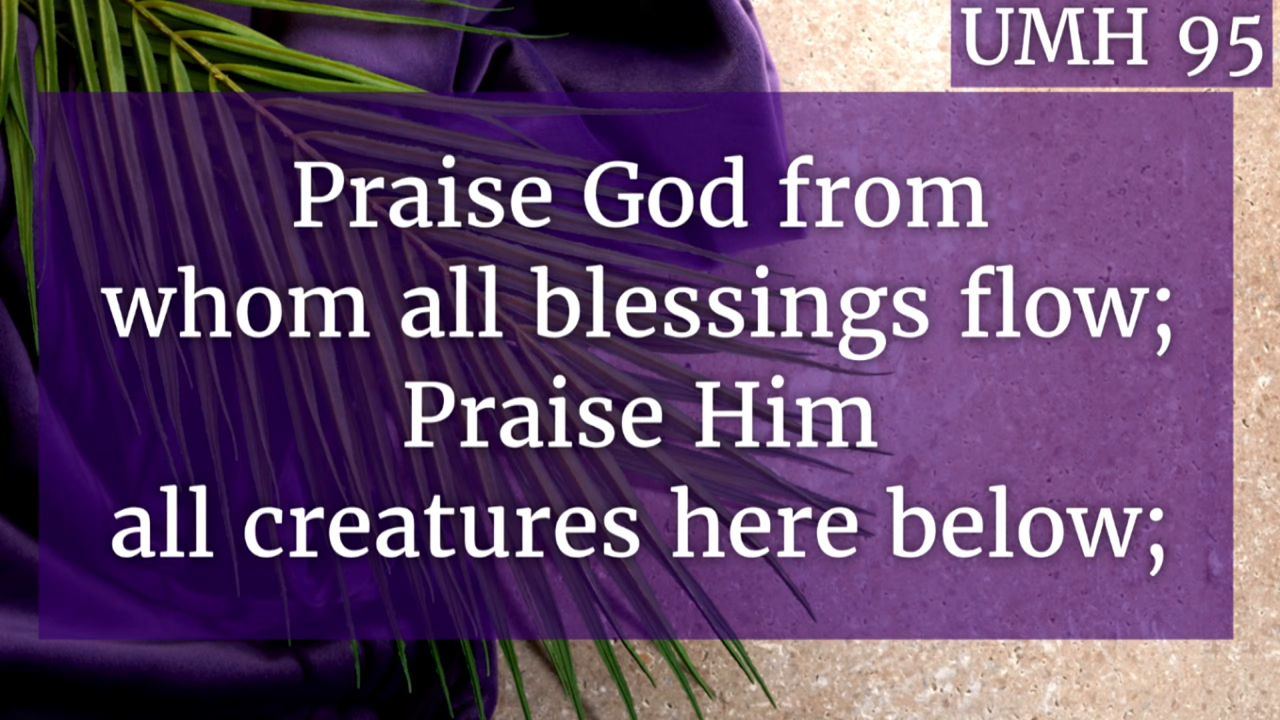 UMH 95
Praise God from
whom all blessings flow;
Praise Him
all creatures here below;